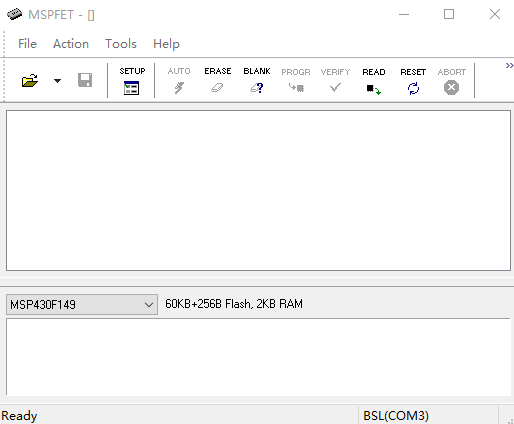 MSPFET - []
File Action Tools Help
SETUP AUTO ERASE BLANK PROGR VERIFY READ RESET ABORT
MSP430F149 60KB+256B Flash, 2KB RAM
Ready BSL(COM3)